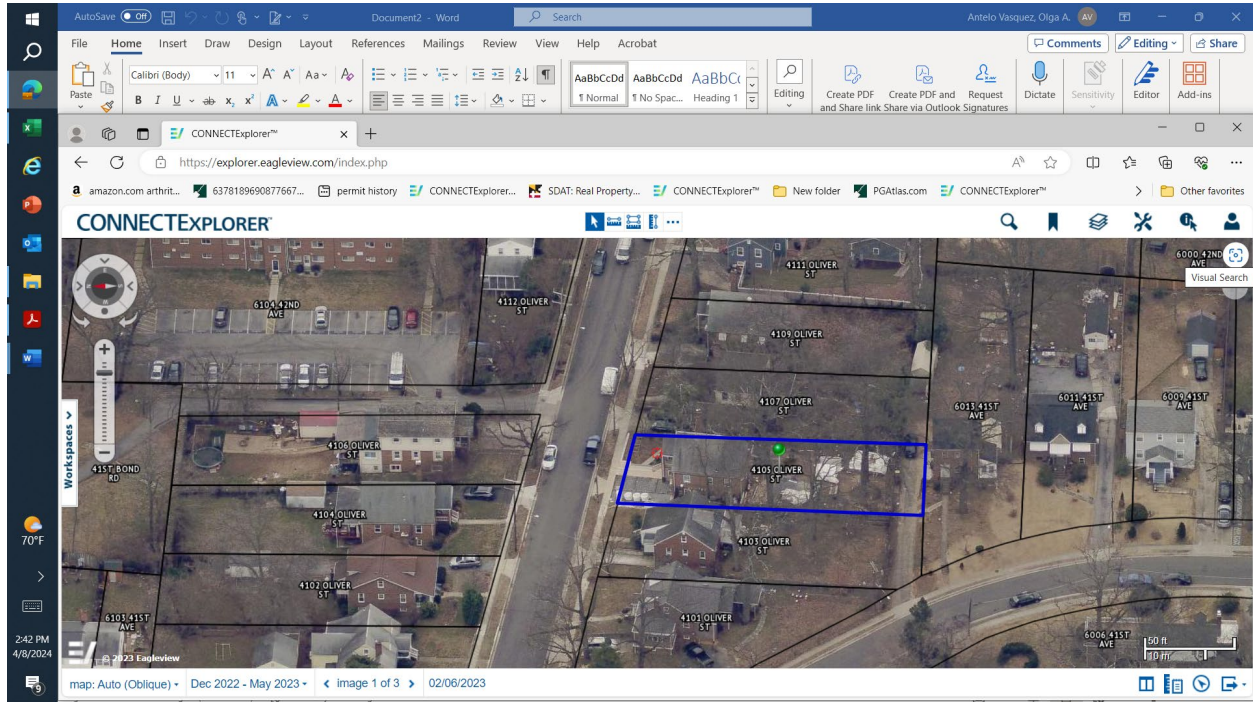 AutoSave Off Document2 - Word Search Antelo Vasquez, Olga A. AV
File Home Insert Draw Design Layout References Mailings Review View Help Acrobat Comments Editing Share
Paste Calibri (Body) 11 A^ Aˇ Aa A AaBbCcDd AaBbCcDd AaBbCc Editing Create PDF Create PDF and Request Dictate Sensitivity Editor Add-ins
B I U ab x₂ x² A A ¶ Normal ¶ No Spac... Heading 1 and Share link Share via Outlook Signatures
CONNECTExplorer™
https://explorer.eagleview.com/index.php
amazon.com arthrit... 6378189690877667... permit history CONNECTExplorer... SDAT: Real Property... CONNECTExplorer™ New folder PGAtlas.com CONNECTExplorer™ Other favorites
CONNECTEXPLORER™
Visual Search
6000 42ND
AVE
4111 OLIVER
ST
6104 42ND
AVE
4112 OLIVER
ST
4109 OLIVER
ST
4107 OLIVER
ST
6013 41ST
AVE
6011 41ST
AVE
6009 41ST
AVE
Workspaces
4106 OLIVER
ST
41ST BOND
RD
4105 OLIVER
ST
4104 OLIVER
ST
4103 OLIVER
ST
4102 OLIVER
ST
4101 OLIVER
ST
6103 41ST
AVE
6006 41ST
AVE
50 ft
10 m
© 2023 Eagleview
map: Auto (Oblique) Dec 2022 - May 2023 image 1 of 3 02/06/2023
70°F
2:42 PM
4/8/2024
9